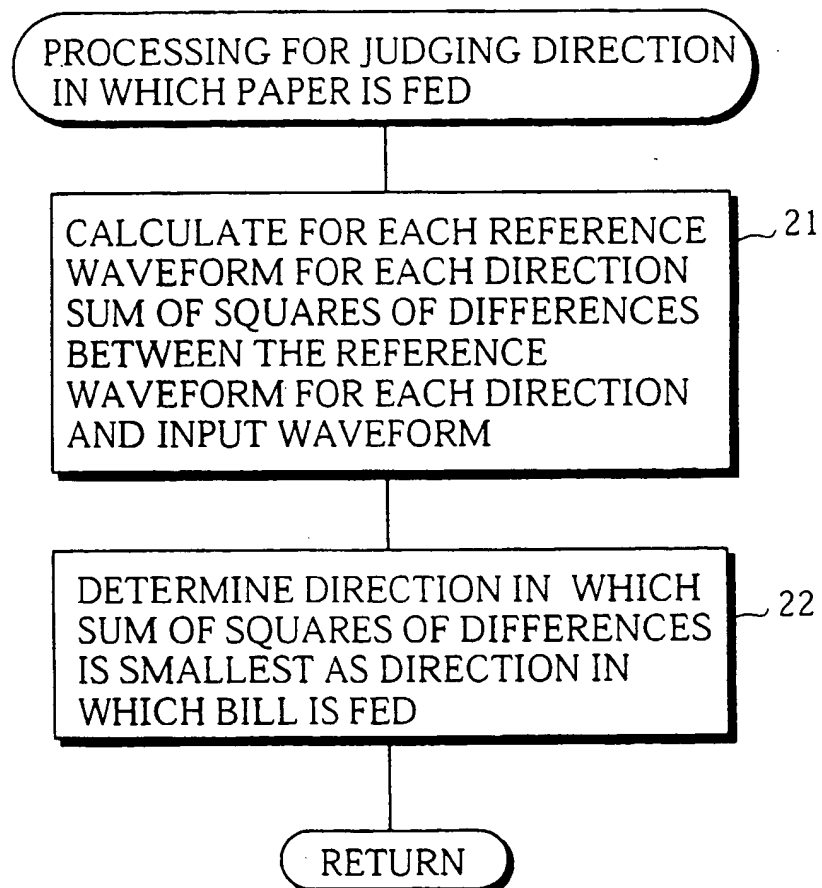 PROCESSING FOR JUDGING DIRECTION
IN WHICH PAPER IS FED
CALCULATE FOR EACH REFERENCE
WAVEFORM FOR EACH DIRECTION
SUM OF SQUARES OF DIFFERENCES
BETWEEN THE REFERENCE
WAVEFORM FOR EACH DIRECTION
AND INPUT WAVEFORM
21
DETERMINE DIRECTION IN WHICH
SUM OF SQUARES OF DIFFERENCES
IS SMALLEST AS DIRECTION IN
WHICH BILL IS FED
22
RETURN